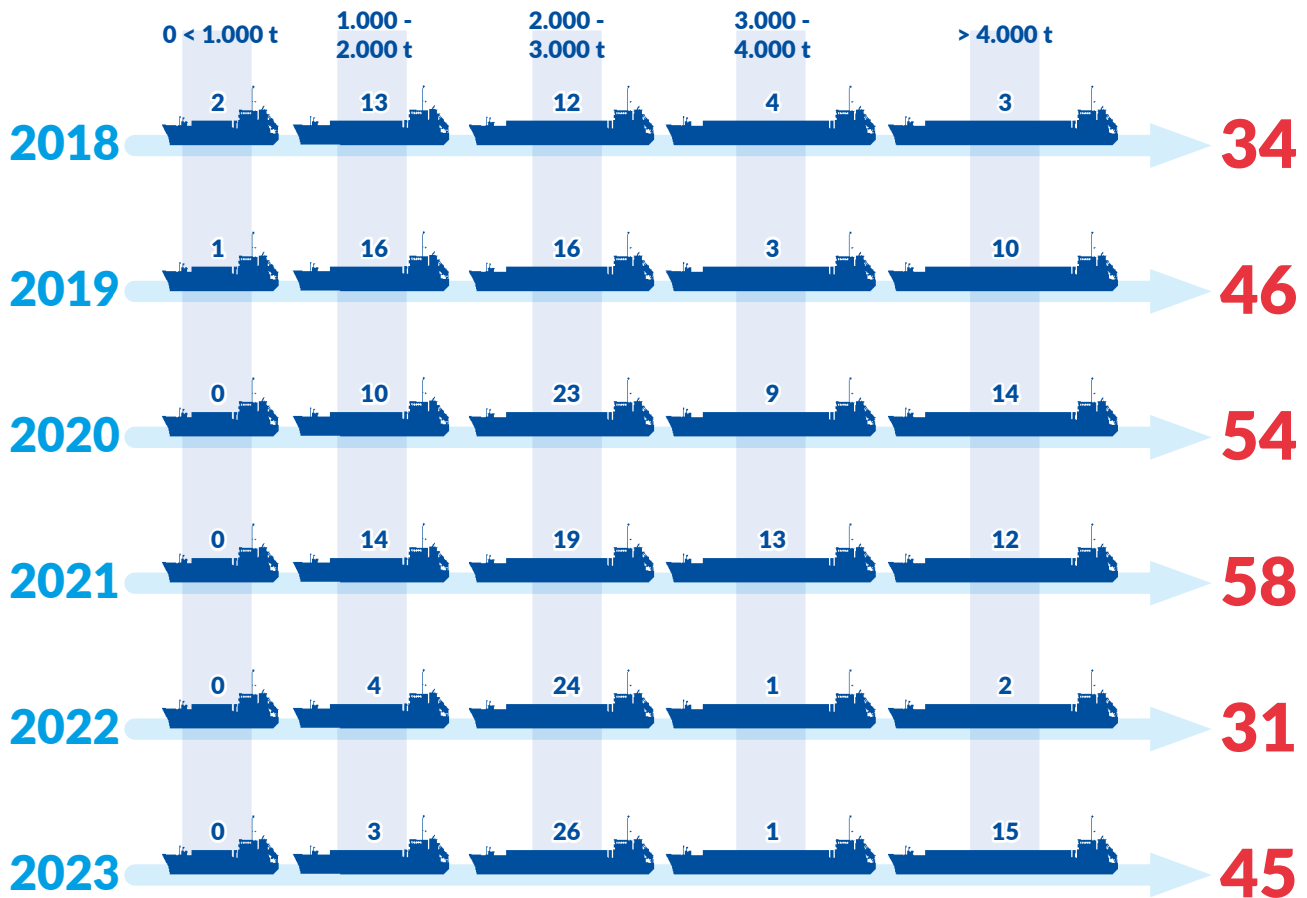 0 < 1.000 t
1.000 -
2.000 t
2.000 -
3.000 t
3.000 -
4.000 t
> 4.000 t
2018 2 13 12 4 3 34
2019 1 16 16 3 10 46
2020 0 10 23 9 14 54
2021 0 14 19 13 12 58
2022 0 4 24 1 2 31
2023 0 3 26 1 15 45